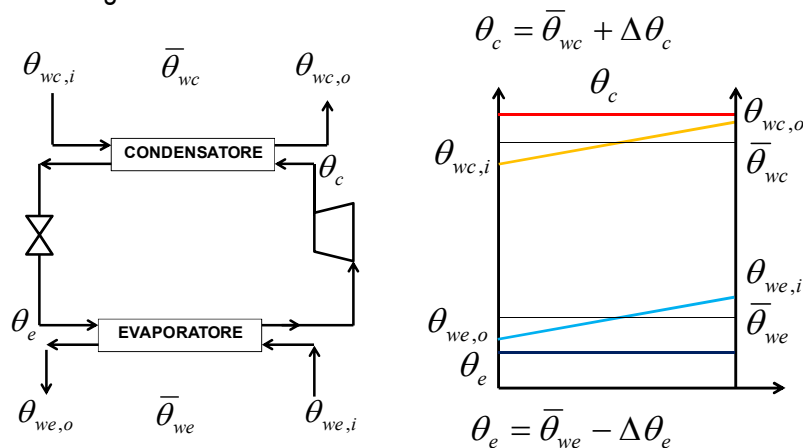 θ_c = θ̄_wc + Δθ_c
θ_wc,i θ̄_wc θ_wc,o
CONDENSATORE
θ_c
θ_e
EVAPORATORE
θ_we,o θ̄_we θ_we,i
θ_c
θ_wc,o
θ_wc,i
θ̄_wc
θ_we,i
θ_we,o
θ̄_we
θ_e
θ_e = θ̄_we − Δθ_e